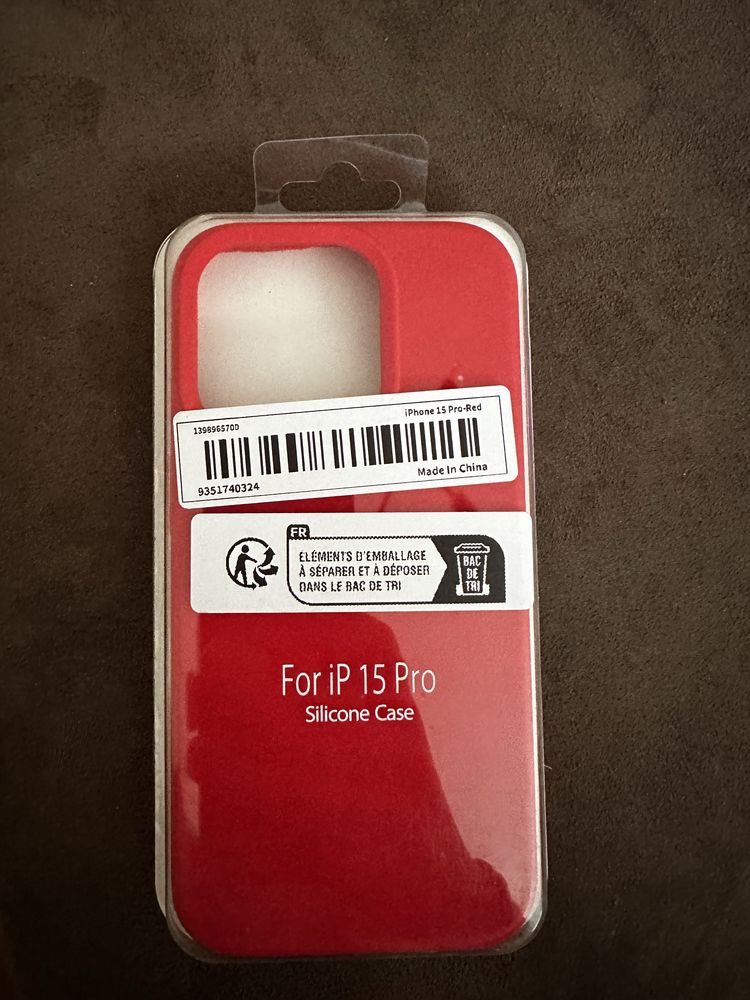 139896570D
iPhone 15 Pro-Red
9351740324
Made In China
FR
ÉLÉMENTS D'EMBALLAGE
À SÉPARER ET À DÉPOSER
DANS LE BAC DE TRI
BAC
DE
TRI
For iP 15 Pro
Silicone Case